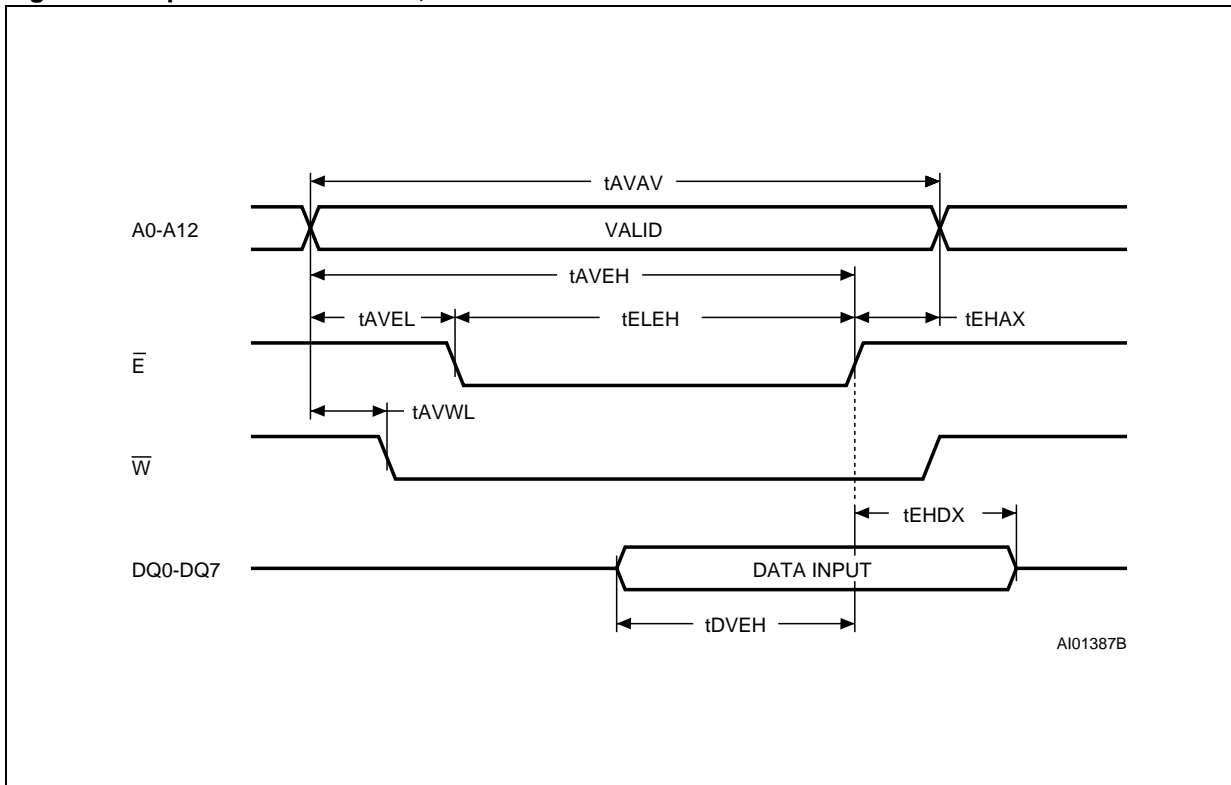 tAVAV
A0-A12 VALID
tAVEH
tAVEL tELEH tEHAX
E̅
tAVWL
W̅
tEHDX
DQ0-DQ7 DATA INPUT
tDVEH
AI01387B